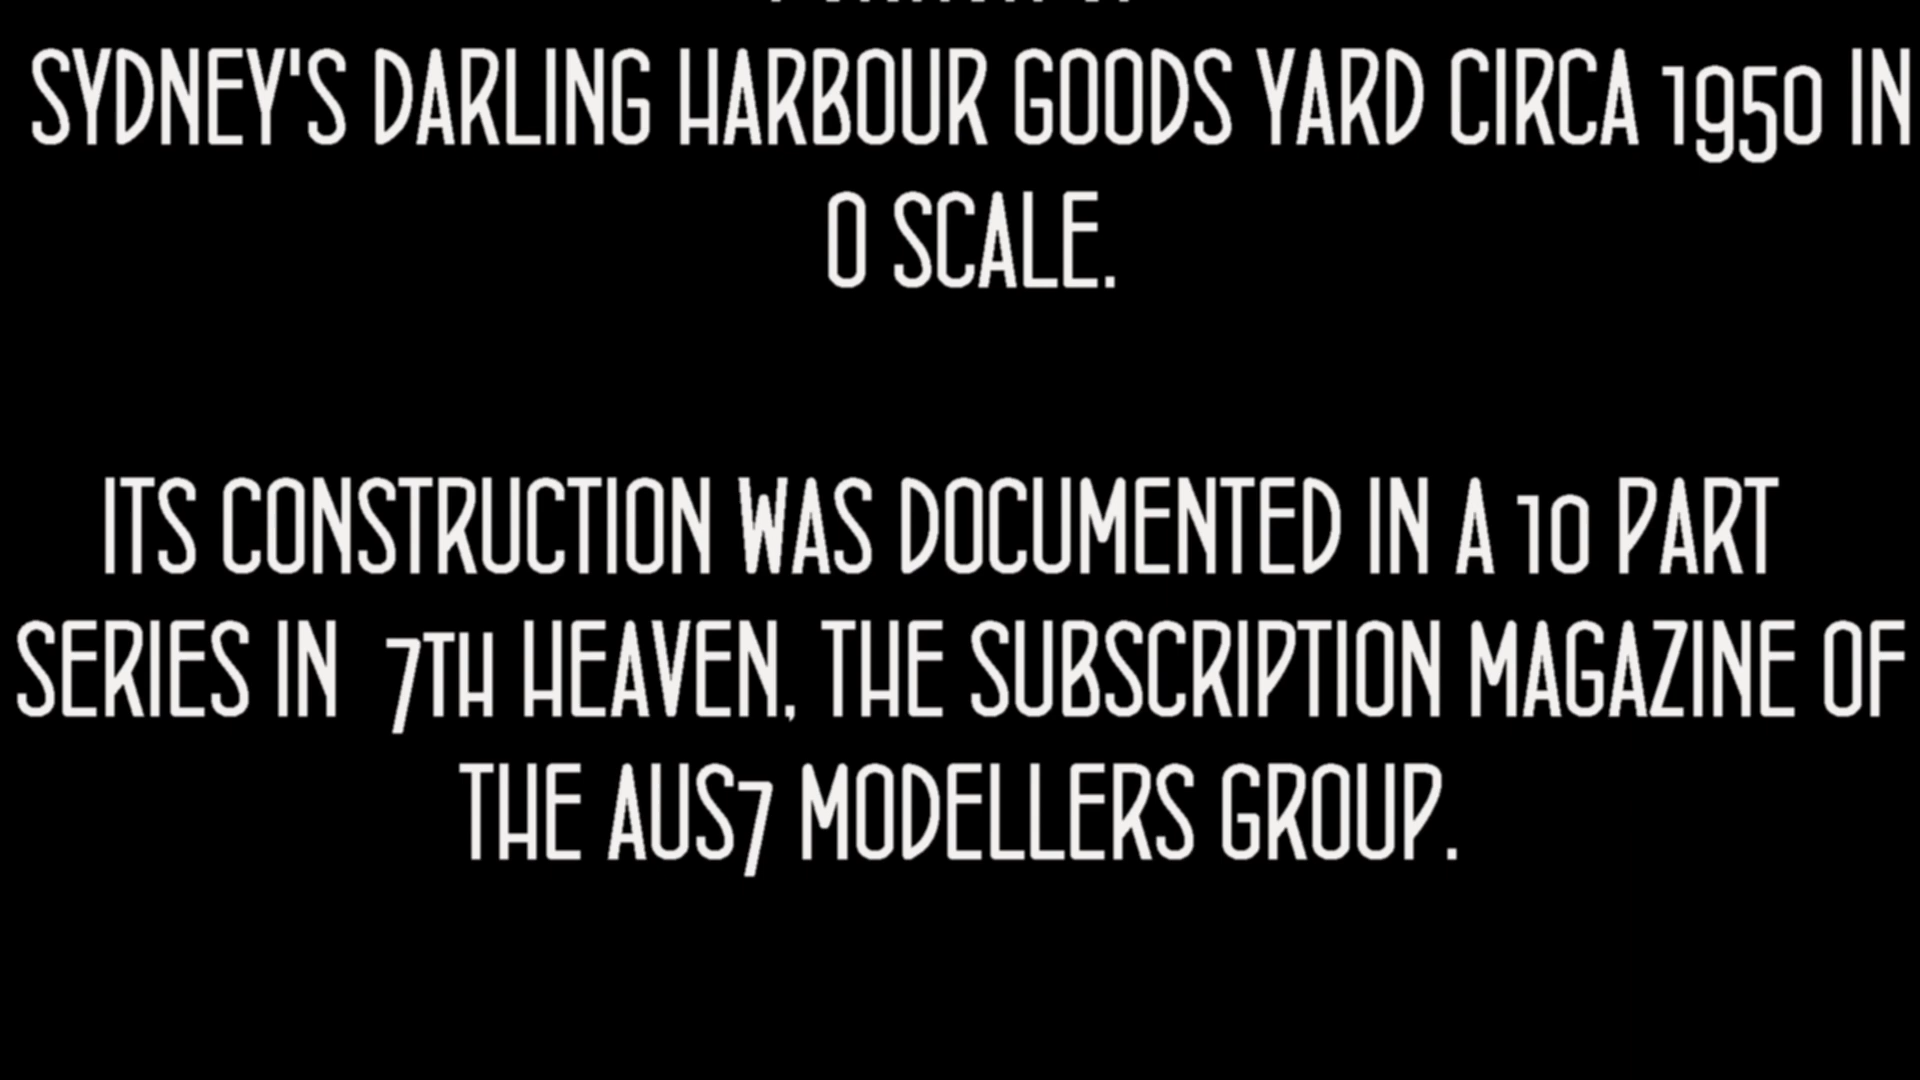 SYDNEY'S DARLING HARBOUR GOODS YARD CIRCA 1950 IN
O SCALE.
ITS CONSTRUCTION WAS DOCUMENTED IN A 10 PART
SERIES IN  7TH HEAVEN, THE SUBSCRIPTION MAGAZINE OF
THE AUS7 MODELLERS GROUP.